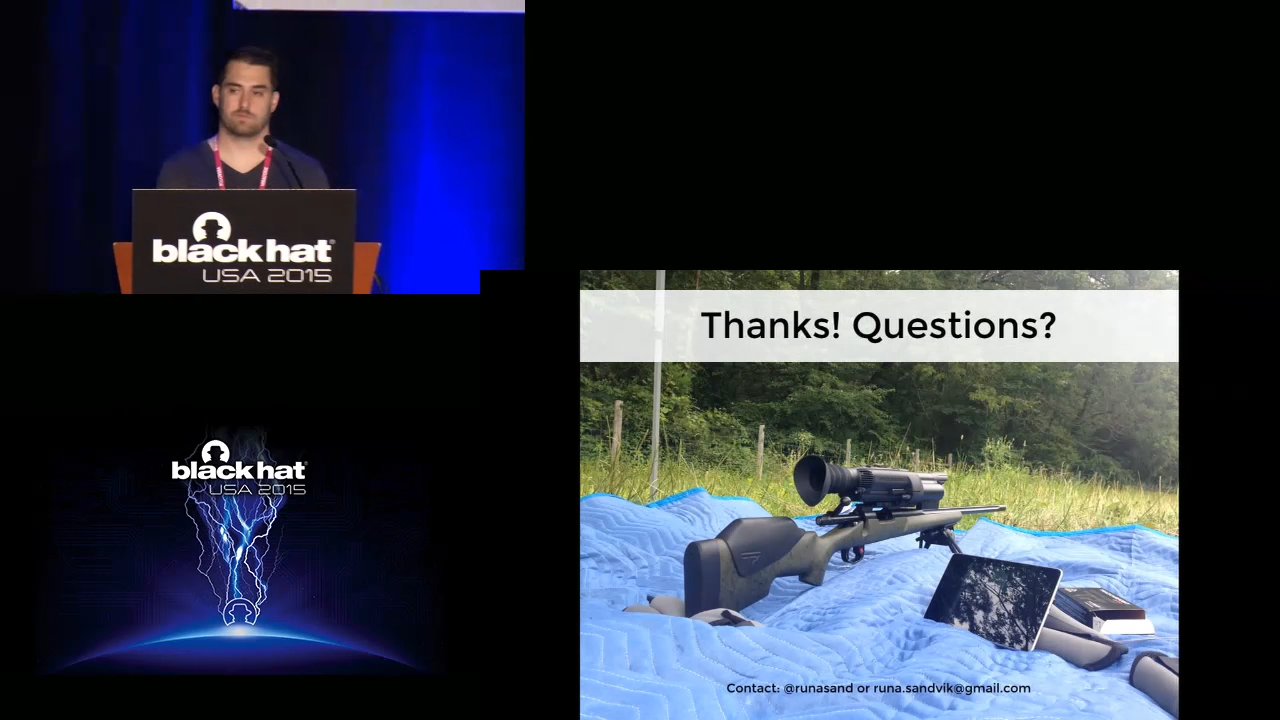 black hat
USA 2015
Thanks! Questions?
black hat
USA 2015
Contact: @runasand or runa.sandvik@gmail.com